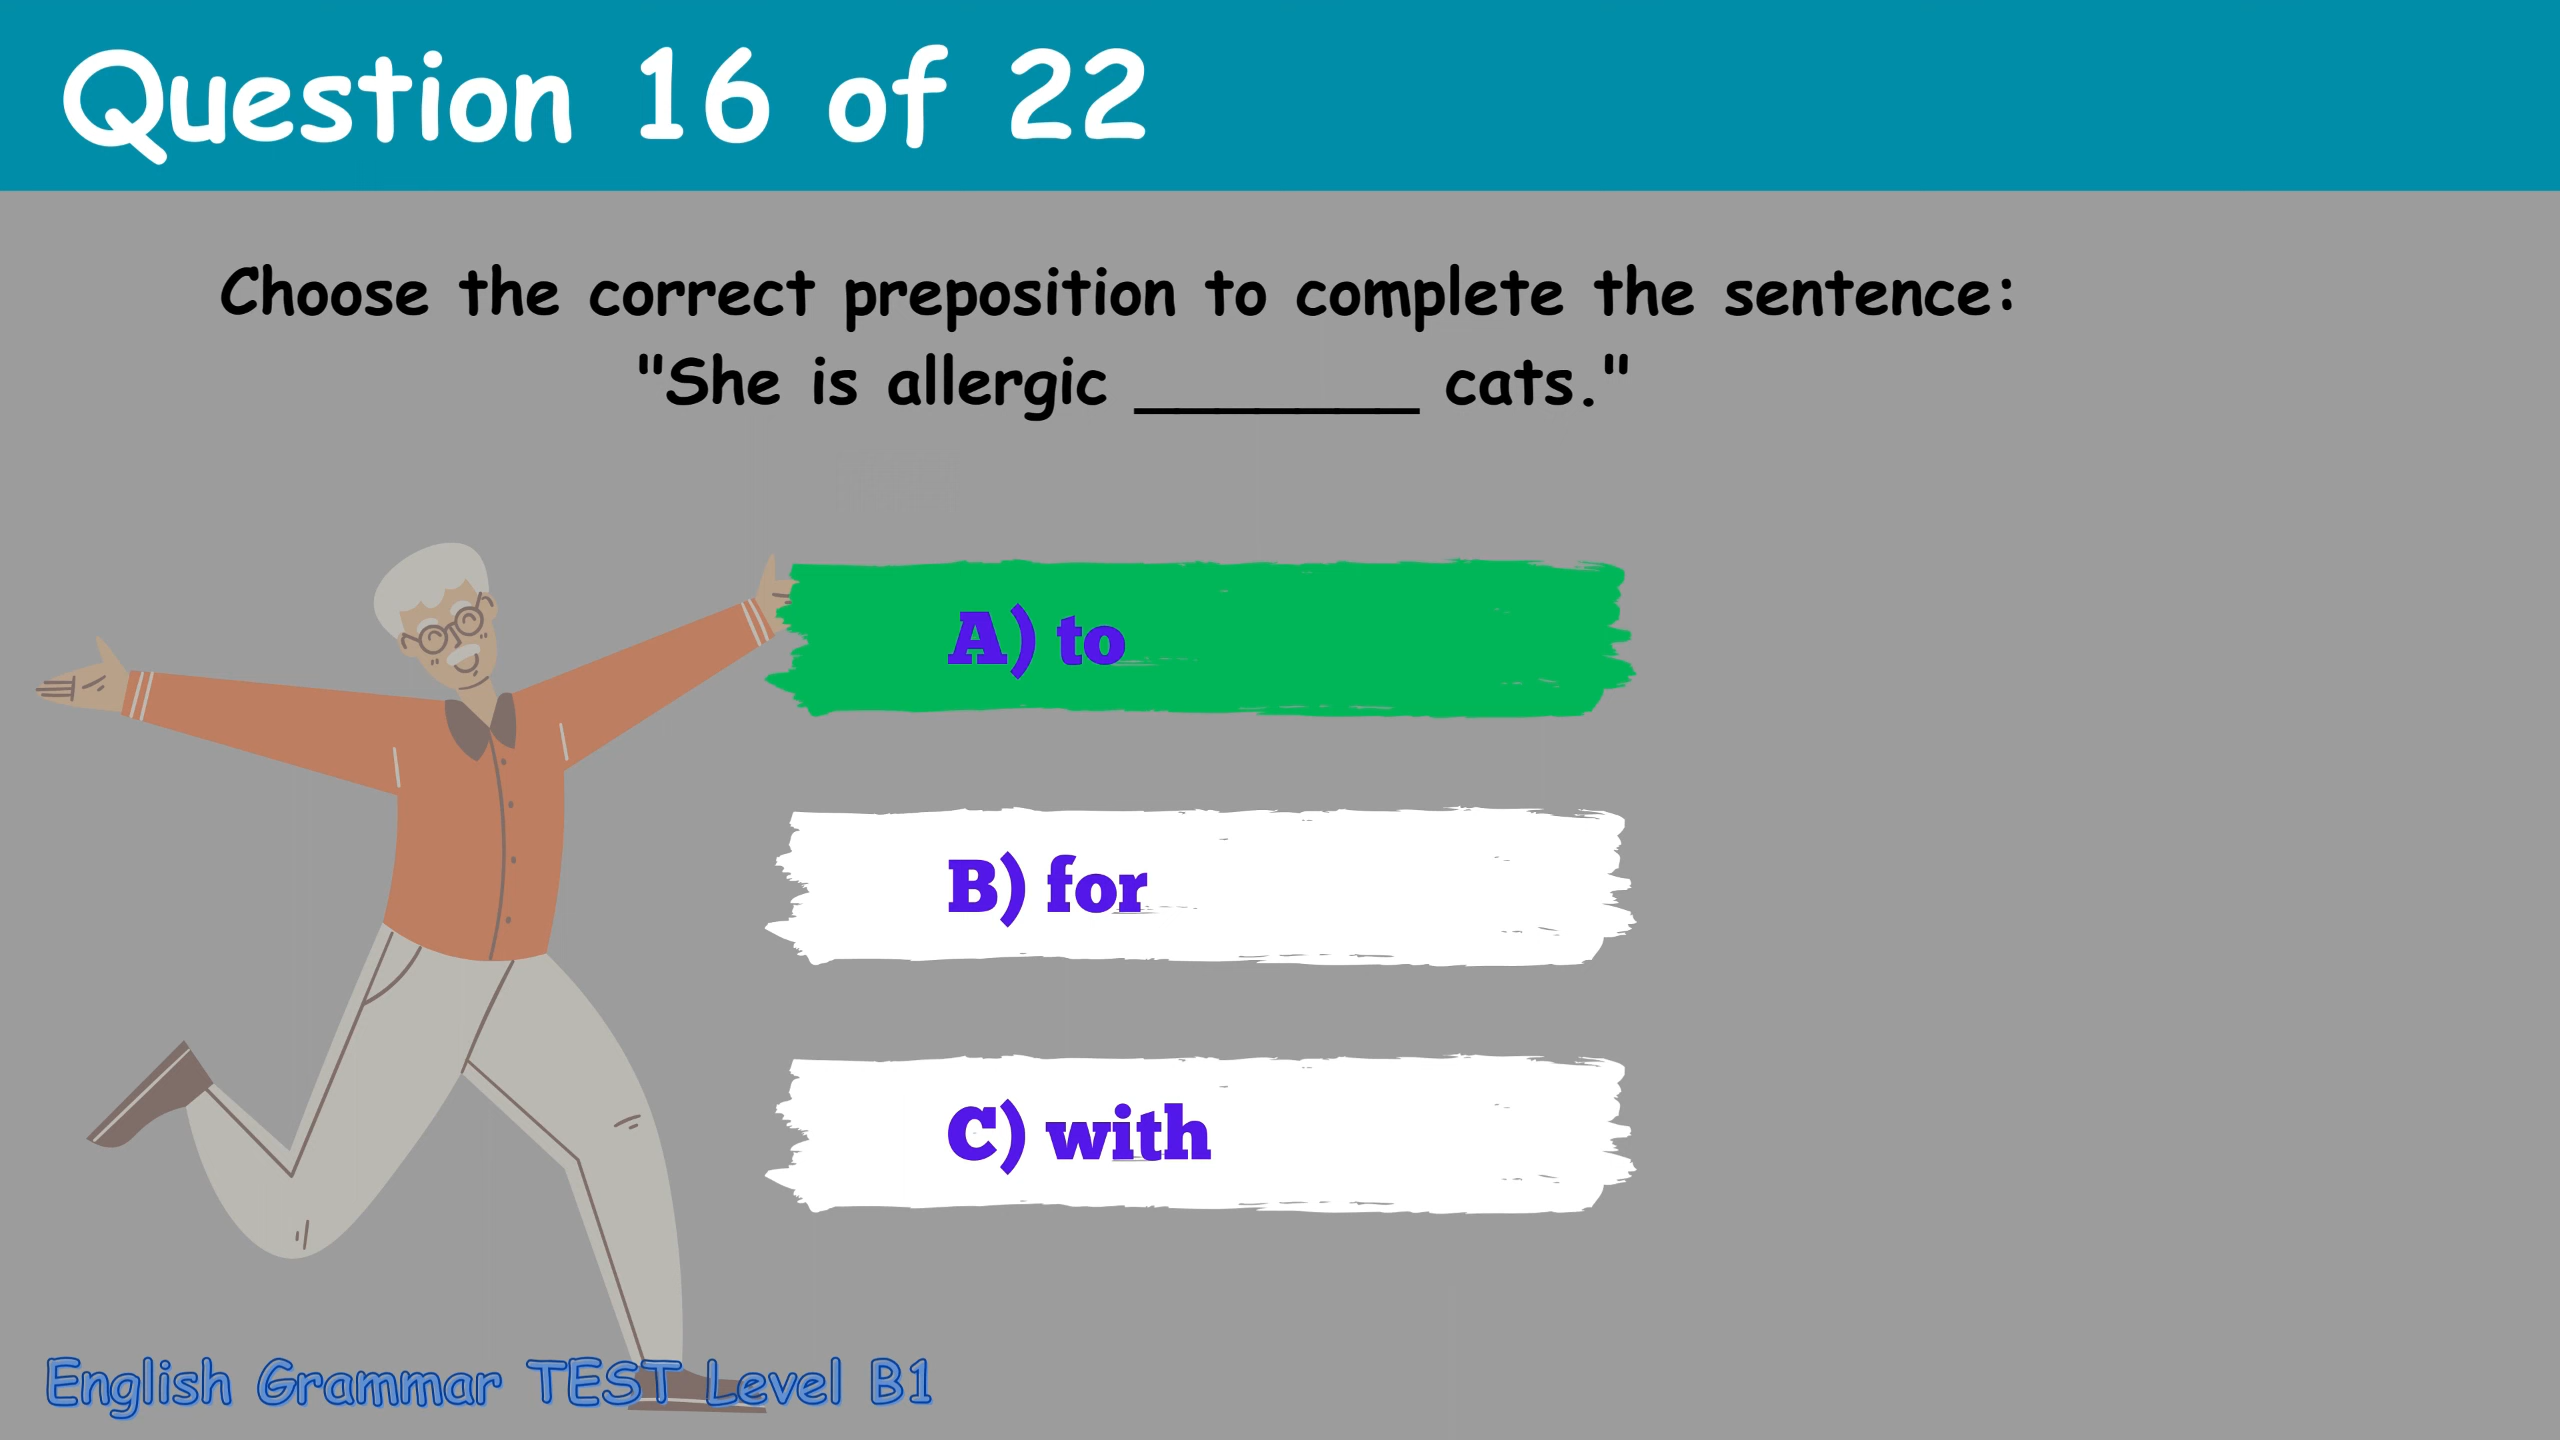 Question 16 of 22
Choose the correct preposition to complete the sentence:
"She is allergic _______ cats."
A) to
B) for
C) with
English Grammar TEST Level B1